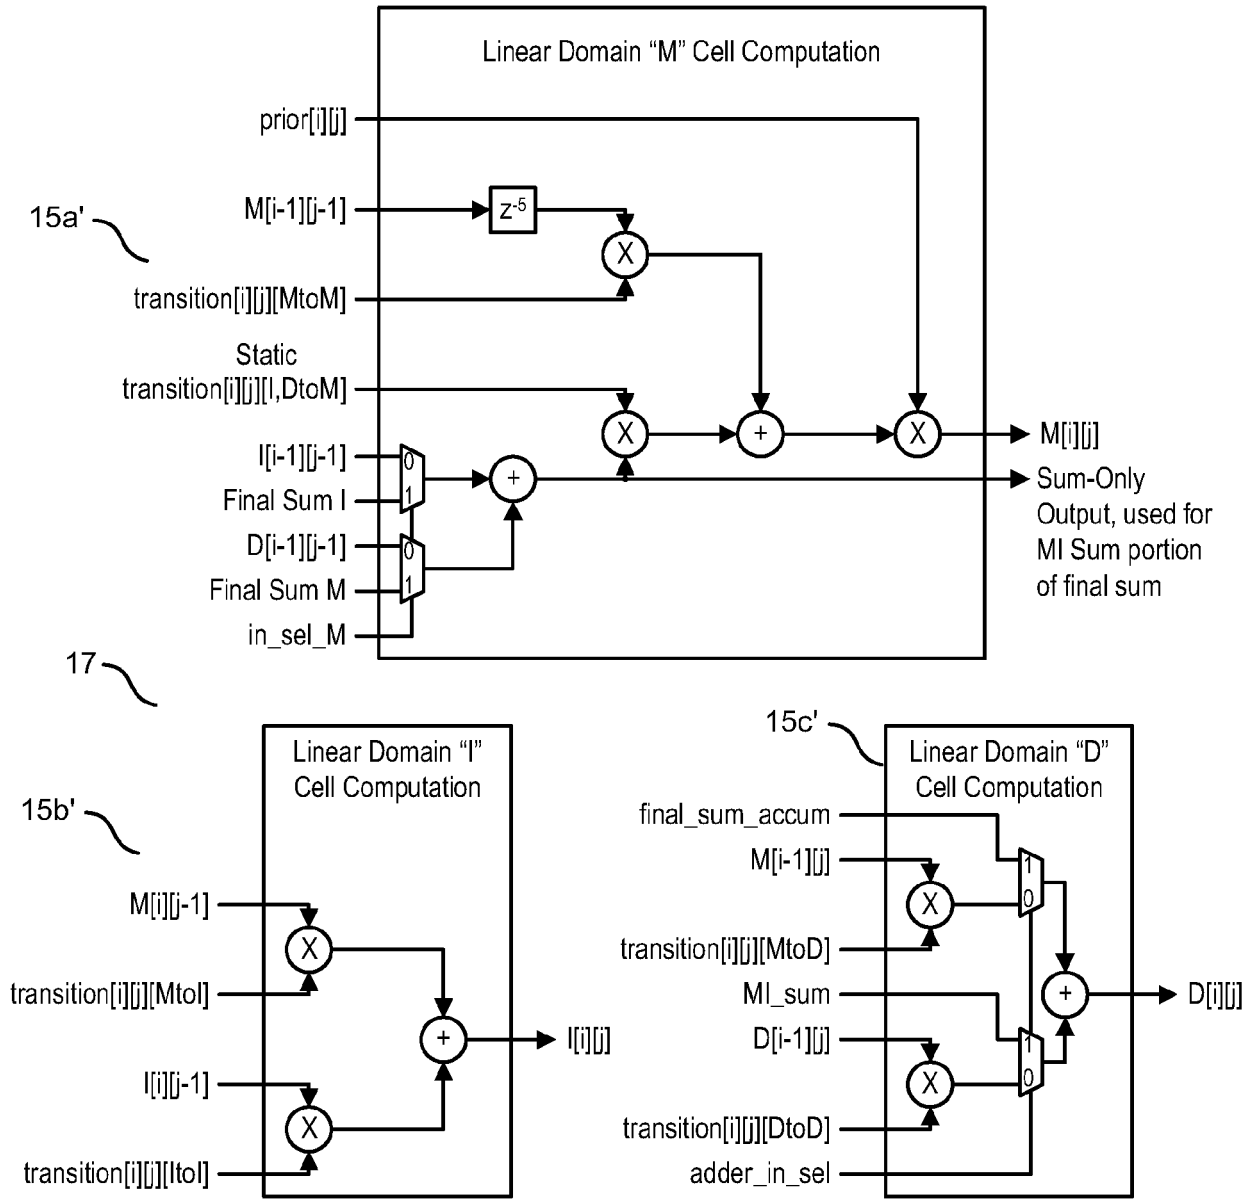 Linear Domain “M” Cell Computation
prior[i][j]
M[i-1][j-1]
z-5
15a'
X
transition[i][j][MtoM]
Static
transition[i][j][I,DtoM]
X
+
X
M[i][j]
I[i-1][j-1]
0
+
Sum-Only
Final Sum I
1
Output, used for
D[i-1][j-1]
0
MI Sum portion
Final Sum M
1
of final sum
in_sel_M
17
15c'
Linear Domain “I”
Cell Computation
Linear Domain “D”
Cell Computation
15b'
M[i][j-1]
X
transition[i][j][MtoI]
+
I[i][j]
I[i][j-1]
X
transition[i][j][ItoI]
final_sum_accum
M[i-1][j]
1
X
0
transition[i][j][MtoD]
MI_sum
+
D[i][j]
D[i-1][j]
1
X
0
transition[i][j][DtoD]
adder_in_sel